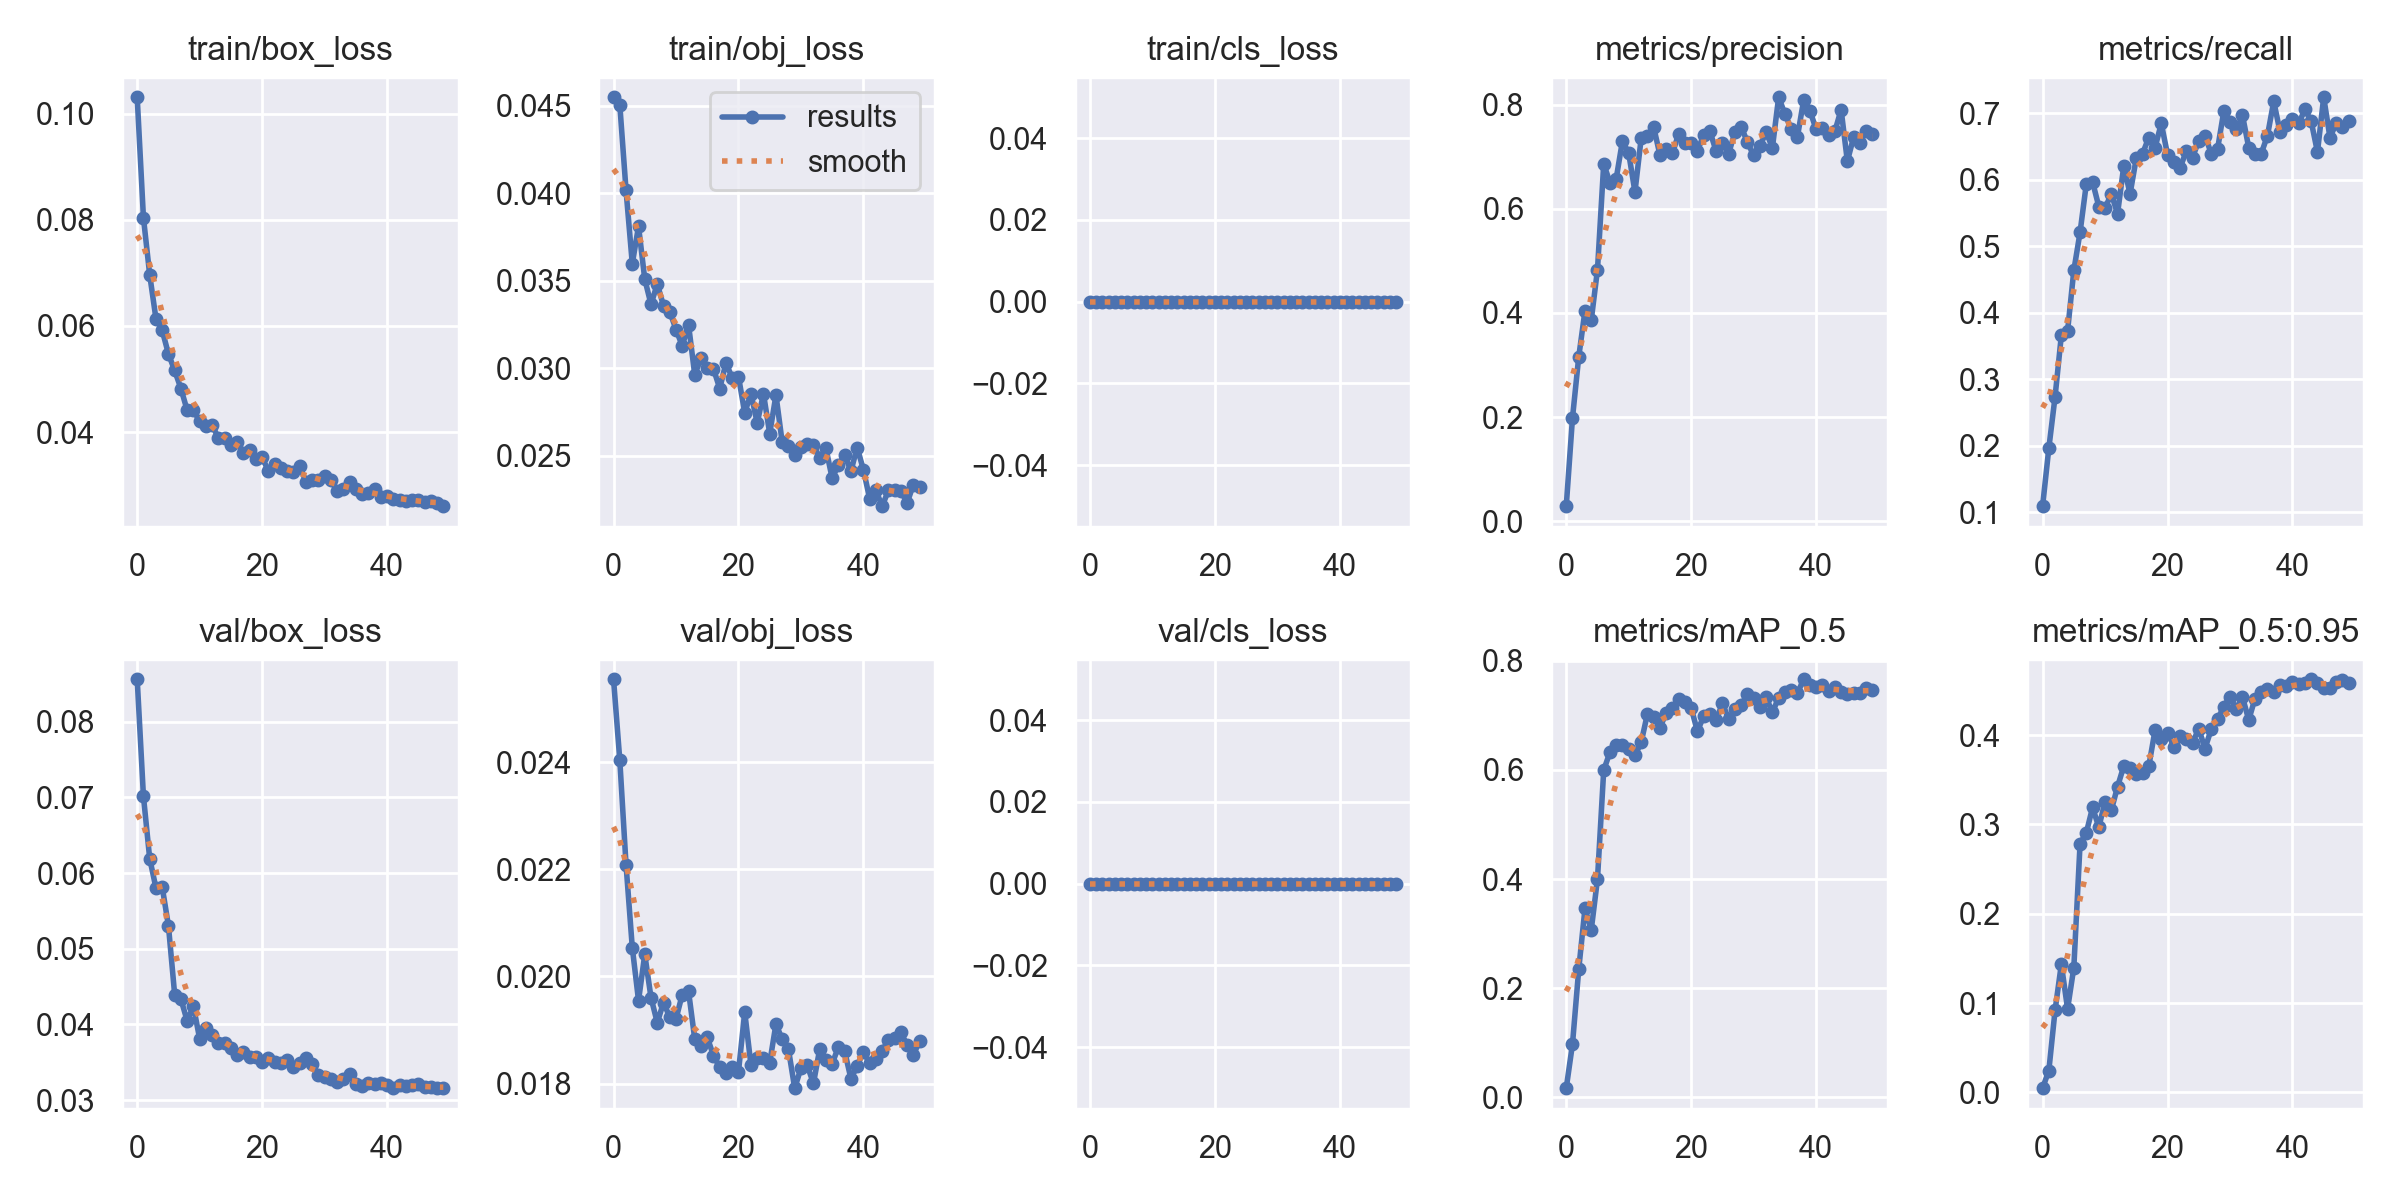 train/box_loss
0.10
0.08
0.06
0.04
0 20 40
train/obj_loss
results
smooth
0.045
0.040
0.035
0.030
0.025
0 20 40
train/cls_loss
0.04
0.02
0.00
−0.02
−0.04
0 20 40
metrics/precision
0.8
0.6
0.4
0.2
0.0
0 20 40
metrics/recall
0.7
0.6
0.5
0.4
0.3
0.2
0.1
0 20 40
val/box_loss
0.08
0.07
0.06
0.05
0.04
0.03
0 20 40
val/obj_loss
0.024
0.022
0.020
0.018
0 20 40
val/cls_loss
0.04
0.02
0.00
−0.02
−0.04
0 20 40
metrics/mAP_0.5
0.8
0.6
0.4
0.2
0.0
0 20 40
metrics/mAP_0.5:0.95
0.4
0.3
0.2
0.1
0.0
0 20 40